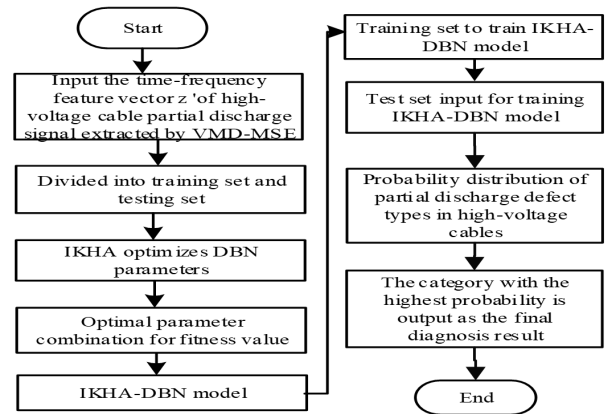 Start
Input the time-frequency
feature vector z 'of high-
voltage cable partial discharge
signal extracted by VMD-MSE
Divided into training set and
testing set
IKHA optimizes DBN
parameters
Optimal parameter
combination for fitness value
IKHA-DBN model
Training set to train IKHA-
DBN model
Test set input for training
IKHA-DBN model
Probability distribution of
partial discharge defect
types in high-voltage
cables
The category with the
highest probability is
output as the final
diagnosis result
End